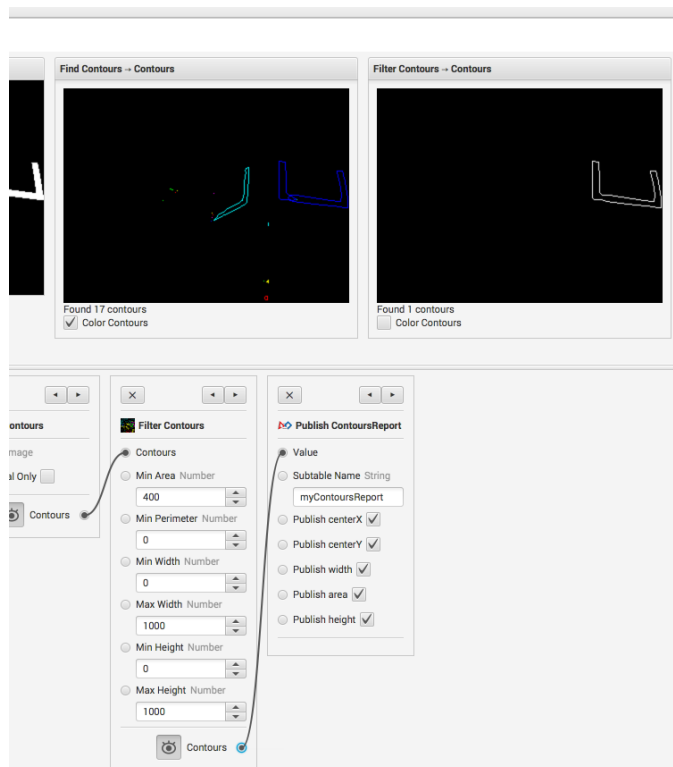 Find Contours → Contours
Filter Contours → Contours
Found 17 contours
Color Contours
Found 1 contours
Color Contours
ontours
mage
al Only
Contours
Filter Contours
Contours
Min Area Number
400
Min Perimeter Number
0
Min Width Number
0
Max Width Number
1000
Min Height Number
0
Max Height Number
1000
Contours
Publish ContoursReport
Value
Subtable Name String
myContoursReport
Publish centerX
Publish centerY
Publish width
Publish area
Publish height